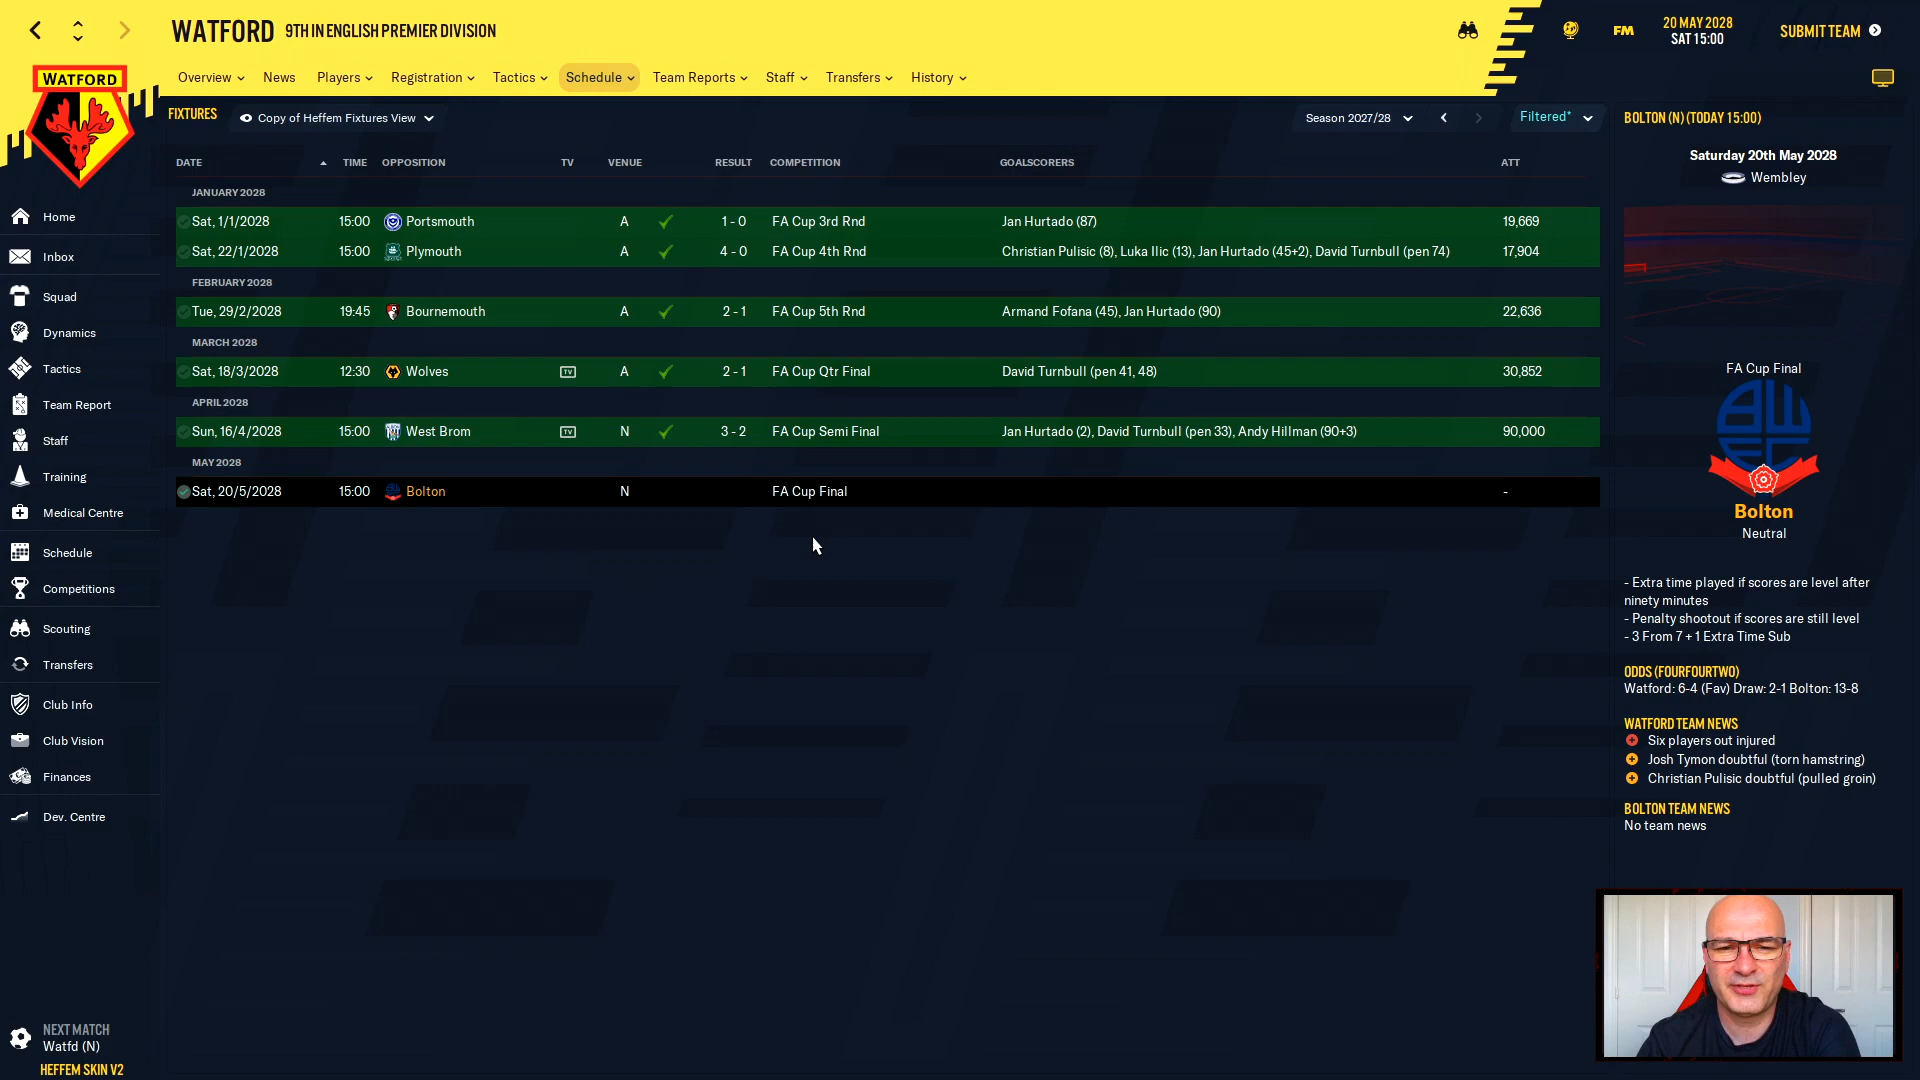 WATFORD 9TH IN ENGLISH PREMIER DIVISION
FM
20 MAY 2028
SAT 15:00
SUBMIT TEAM
WATFORD
Overview News Players Registration Tactics Schedule Team Reports Staff Transfers History
FIXTURES Copy of Heffem Fixtures View Season 2027/28 Filtered*
DATE TIME OPPOSITION TV VENUE RESULT COMPETITION GOALSCORERS ATT
JANUARY 2028
Sat, 1/1/2028 15:00 Portsmouth A 1 - 0 FA Cup 3rd Rnd Jan Hurtado (87) 19,669
Sat, 22/1/2028 15:00 Plymouth A 4 - 0 FA Cup 4th Rnd Christian Pulisic (8), Luka Ilic (13), Jan Hurtado (45+2), David Turnbull (pen 74) 17,904
FEBRUARY 2028
Tue, 29/2/2028 19:45 Bournemouth A 2 - 1 FA Cup 5th Rnd Armand Fofana (45), Jan Hurtado (90) 22,636
MARCH 2028
Sat, 18/3/2028 12:30 Wolves TV A 2 - 1 FA Cup Qtr Final David Turnbull (pen 41, 48) 30,852
APRIL 2028
Sun, 16/4/2028 15:00 West Brom TV N 3 - 2 FA Cup Semi Final Jan Hurtado (2), David Turnbull (pen 33), Andy Hillman (90+3) 90,000
MAY 2028
Sat, 20/5/2028 15:00 Bolton N FA Cup Final -
Home
Inbox
Squad
Dynamics
Tactics
Team Report
Staff
Training
Medical Centre
Schedule
Competitions
Scouting
Transfers
Club Info
Club Vision
Finances
Dev. Centre
NEXT MATCH
Watfd (N)
HEFFEM SKIN V2
BOLTON (N) (TODAY 15:00)
Saturday 20th May 2028
Wembley
FA Cup Final
Bolton
Neutral
- Extra time played if scores are level after
ninety minutes
- Penalty shootout if scores are still level
- 3 From 7 + 1 Extra Time Sub
ODDS (FOURFOURTWO)
Watford: 6-4 (Fav) Draw: 2-1 Bolton: 13-8
WATFORD TEAM NEWS
Six players out injured
Josh Tymon doubtful (torn hamstring)
Christian Pulisic doubtful (pulled groin)
BOLTON TEAM NEWS
No team news